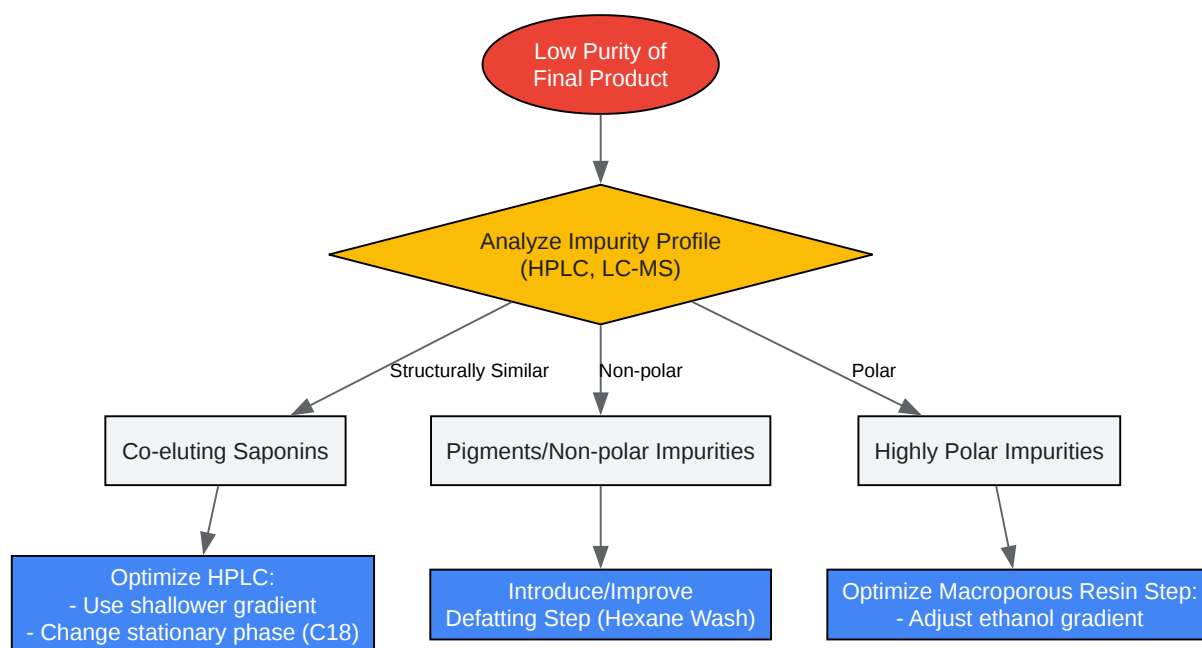 Low Purity of
Final Product
Analyze Impurity Profile
(HPLC, LC-MS)
Structurally Similar
Non-polar
Polar
Co-eluting Saponins
Pigments/Non-polar Impurities
Highly Polar Impurities
Optimize HPLC:
- Use shallower gradient
- Change stationary phase (C18)
Introduce/Improve
Defatting Step (Hexane Wash)
Optimize Macroporous Resin Step:
- Adjust ethanol gradient